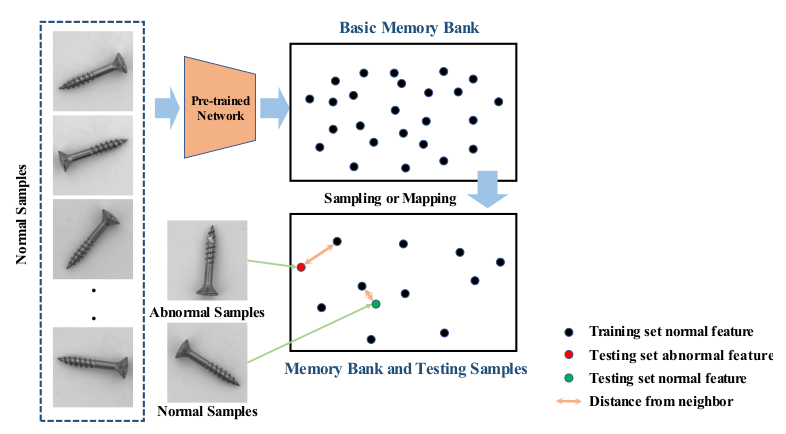 Basic Memory Bank
Pre-trained
Network
Normal Samples
Sampling or Mapping
Abnormal Samples
Normal Samples
Memory Bank and Testing Samples
Training set normal feature
Testing set abnormal feature
Testing set normal feature
Distance from neighbor